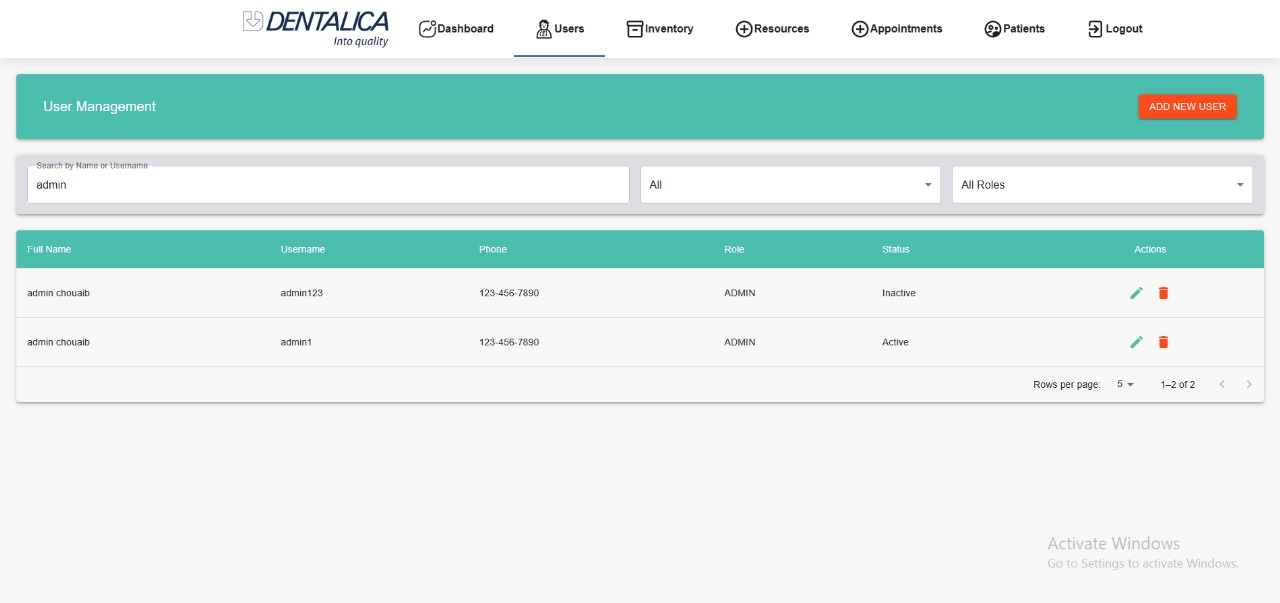 DENTALICA
Into quality
Dashboard
Users
Inventory
Resources
Appointments
Patients
Logout
User Management
ADD NEW USER
Search by Name or Username
admin
All
All Roles
Full Name Username Phone Role Status Actions
admin chouaib admin123 123-456-7890 ADMIN Inactive
admin chouaib admin1 123-456-7890 ADMIN Active
Rows per page: 5 1–2 of 2
Activate Windows
Go to Settings to activate Windows.